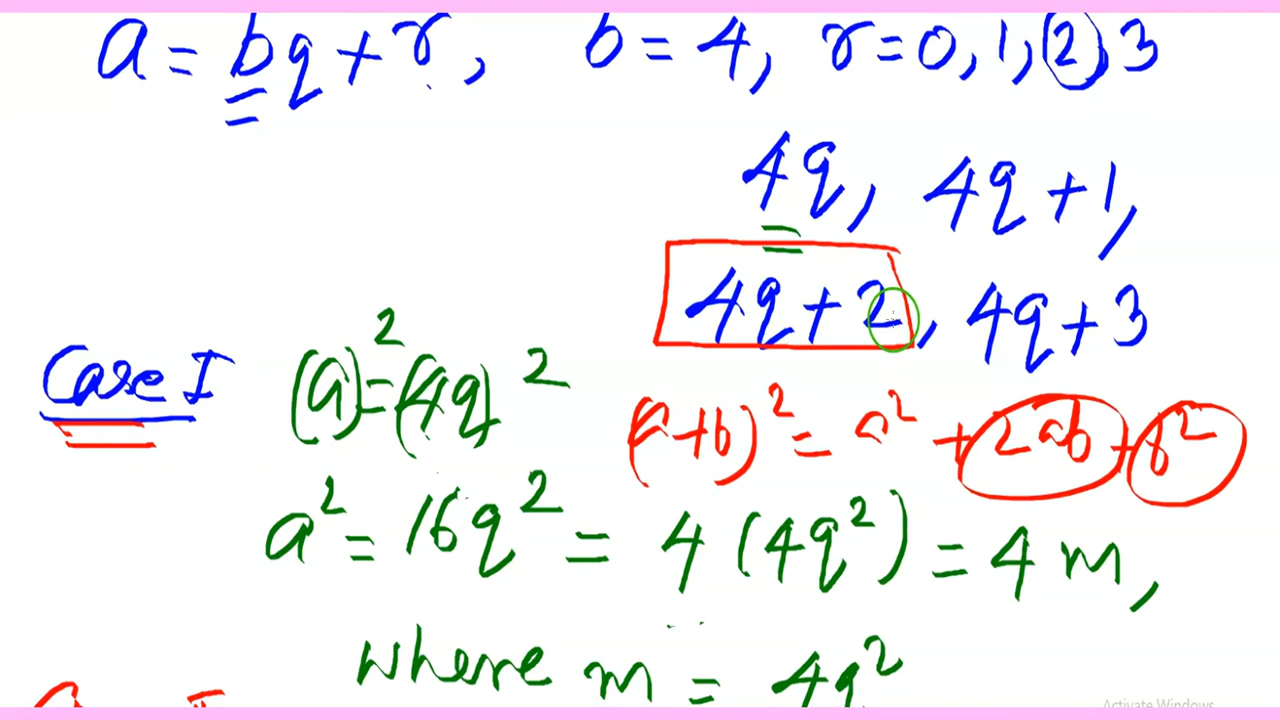 a = bq + r, b = 4, r = 0, 1, 2, 3
4q, 4q + 1,
4q + 2, 4q + 3
Case I (a)² = (4q)²
(a+b)² = a² + 2ab + b²
a² = 16q² = 4(4q²) = 4m,
where m = 4q²
Activate Windows